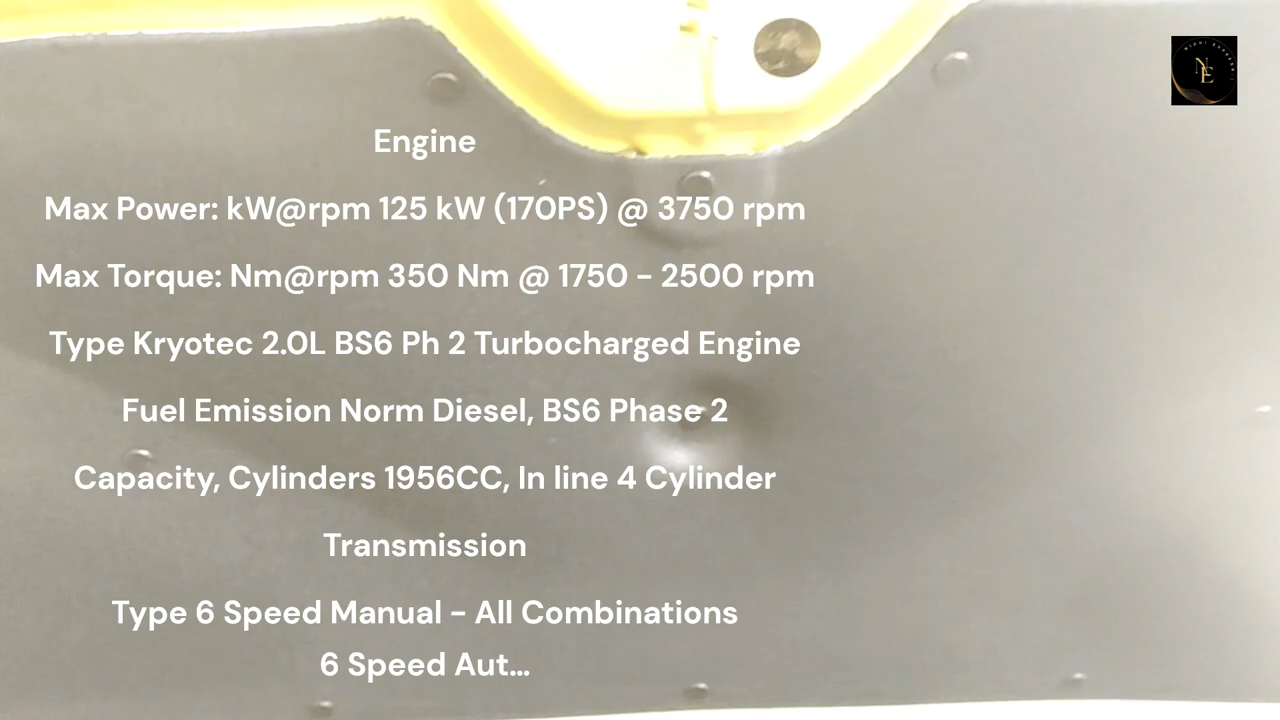 Engine
Max Power: kW@rpm 125 kW (170PS) @ 3750 rpm
Max Torque: Nm@rpm 350 Nm @ 1750 - 2500 rpm
Type Kryotec 2.0L BS6 Ph 2 Turbocharged Engine
Fuel Emission Norm Diesel, BS6 Phase 2
Capacity, Cylinders 1956CC, In line 4 Cylinder
Transmission
Type 6 Speed Manual - All Combinations
6 Speed Aut...
NE